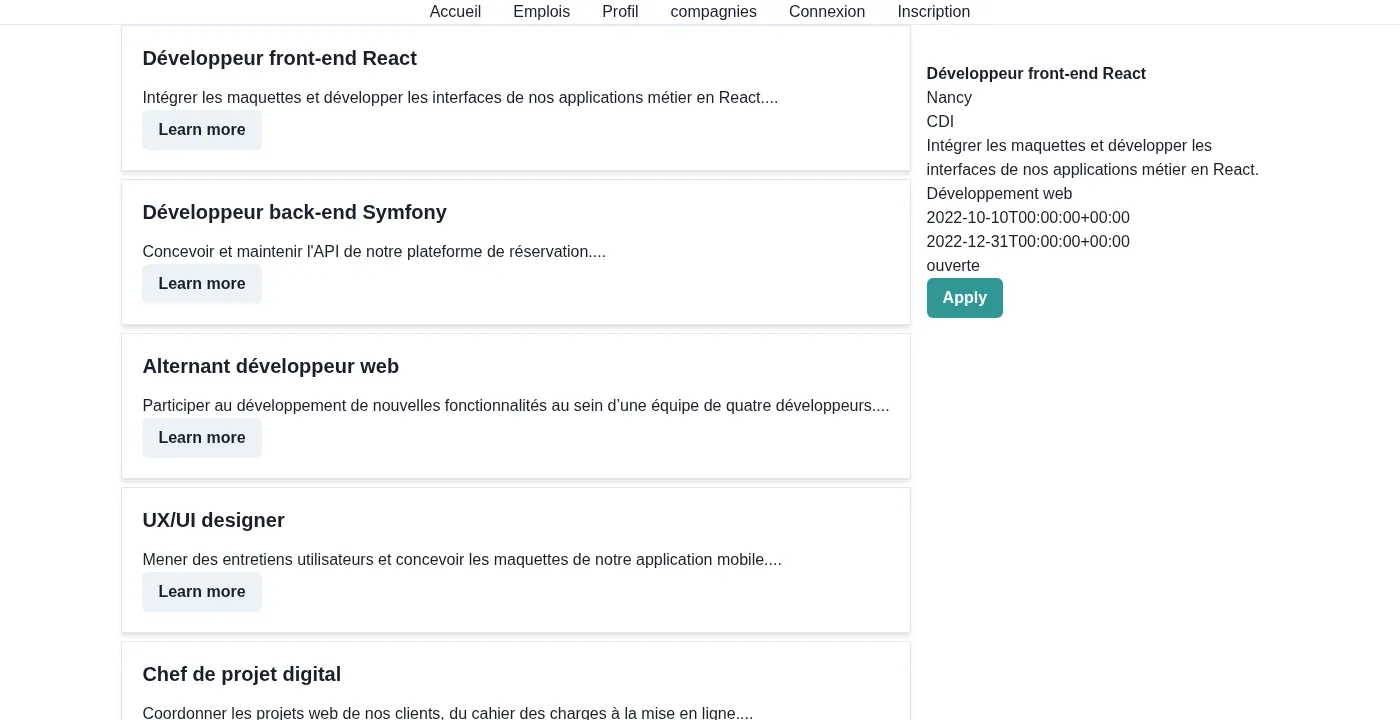 Accueil Emplois Profil compagnies Connexion Inscription
Développeur front-end React
Intégrer les maquettes et développer les interfaces de nos applications métier en React....
Learn more
Développeur back-end Symfony
Concevoir et maintenir l'API de notre plateforme de réservation....
Learn more
Alternant développeur web
Participer au développement de nouvelles fonctionnalités au sein d’une équipe de quatre développeurs....
Learn more
UX/UI designer
Mener des entretiens utilisateurs et concevoir les maquettes de notre application mobile....
Learn more
Chef de projet digital
Coordonner les projets web de nos clients, du cahier des charges à la mise en ligne....
Développeur front-end React
Nancy
CDI
Intégrer les maquettes et développer les
interfaces de nos applications métier en React.
Développement web
2022-10-10T00:00:00+00:00
2022-12-31T00:00:00+00:00
ouverte
Apply